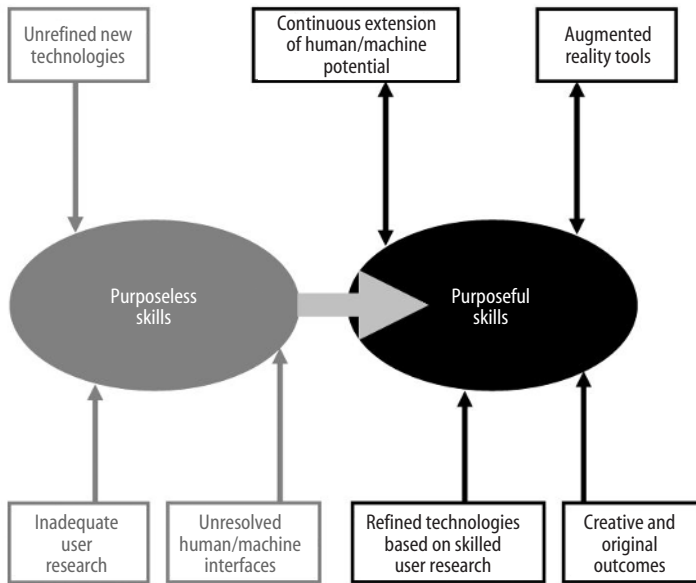 Unrefined new
technologies
Continuous extension
of human/machine
potential
Augmented
reality tools
Purposeless
skills
Purposeful
skills
Inadequate
user
research
Unresolved
human/machine
interfaces
Refined technologies
based on skilled
user research
Creative and
original
outcomes